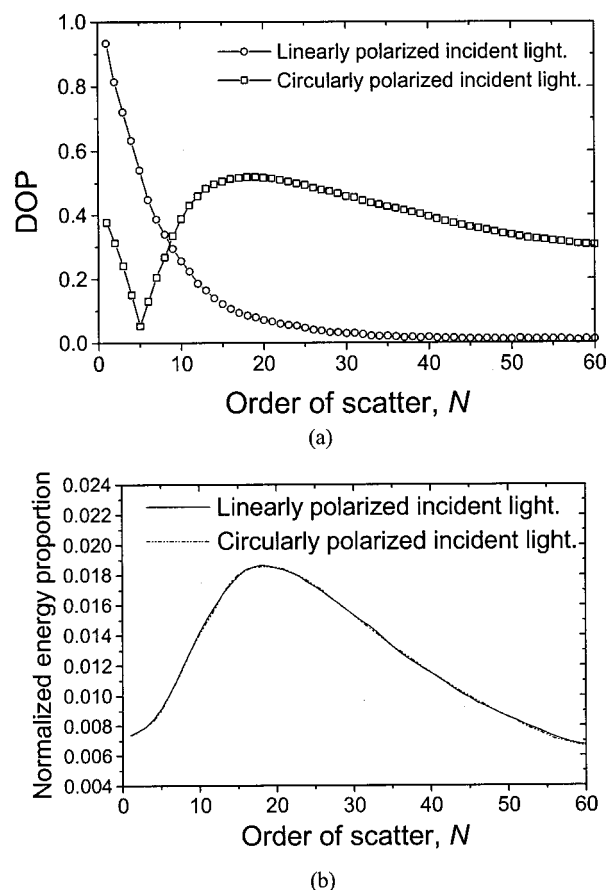 1.0
0.8
0.6
0.4
0.2
0.0
DOP
Linearly polarized incident light.
Circularly polarized incident light.
0 10 20 30 40 50 60
Order of scatter, N
(a)
0.024
0.022
0.020
0.018
0.016
0.014
0.012
0.010
0.008
0.006
0.004
Normalized energy proportion
Linearly polarized incident light.
Circularly polarized incident light.
0 10 20 30 40 50 60
Order of scatter, N
(b)